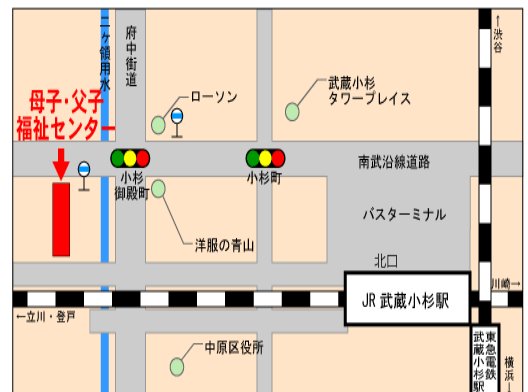 二ヶ領用水
府中街道
↑渋谷
母子・父子
福祉センター
ローソン
武蔵小杉
タワープレイス
小杉
御殿町
小杉町
南武沿線道路
洋服の青山
バスターミナル
北口
川崎→
JR 武蔵小杉駅
←立川・登戸
中原区役所
東急電鉄
武蔵小杉駅
横浜↓